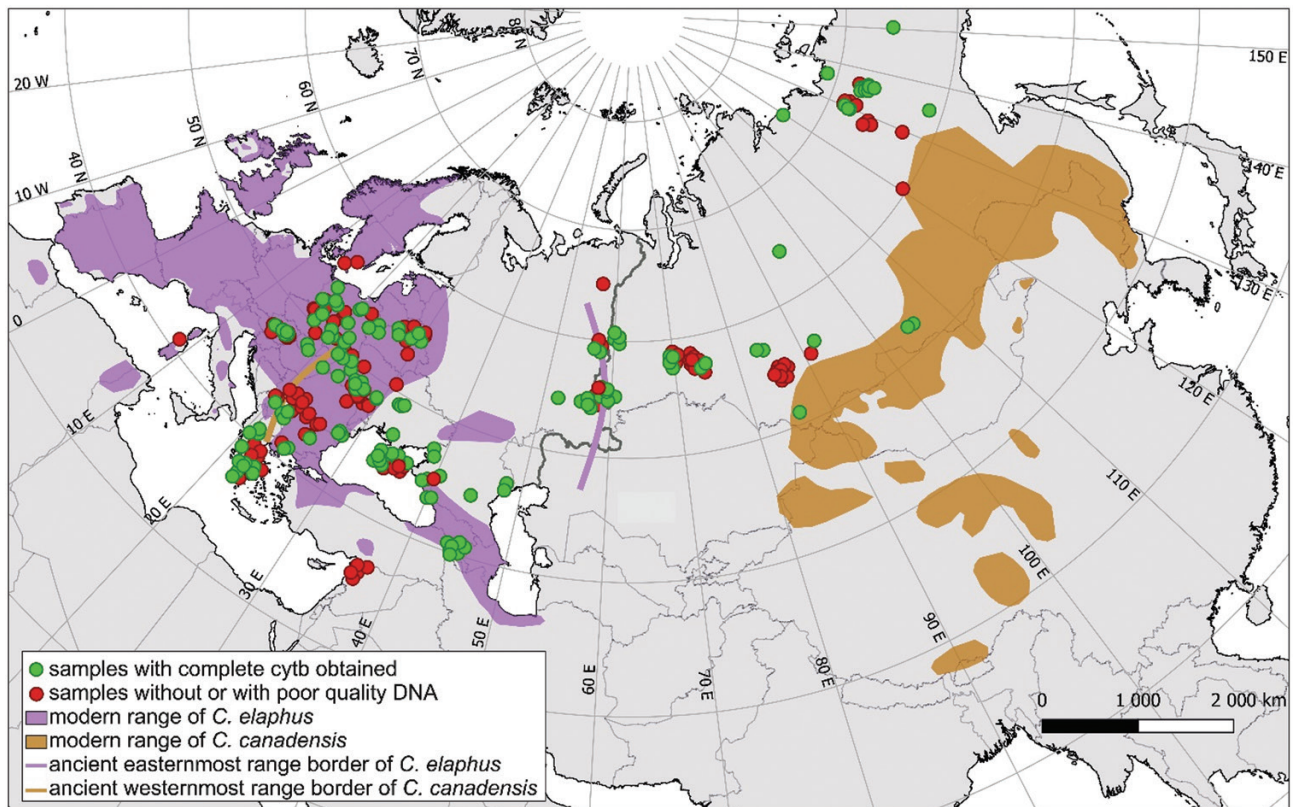 80 N
70 N
60 N
50 N
40 N
20 W
10 W
0
10 E
20 E
30 E
40 E
50 E
60 E
70 E
80 E
90 E
100 E
110 E
120 E
130 E
140 E
150 E
samples with complete cytb obtained
samples without or with poor quality DNA
modern range of C. elaphus
modern range of C. canadensis
ancient easternmost range border of C. elaphus
ancient westernmost range border of C. canadensis
0 1 000 2 000 km